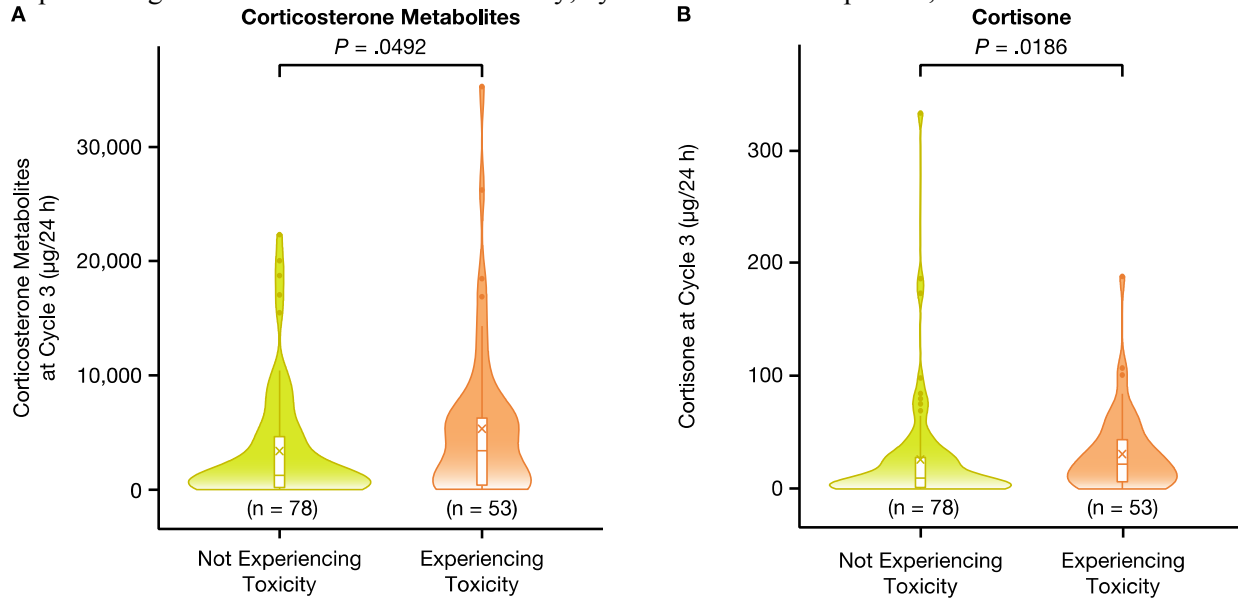 A
Corticosterone Metabolites
P = .0492
Corticosterone Metabolites
at Cycle 3 (µg/24 h)
30,000
20,000
10,000
0
(n = 78)
(n = 53)
Not Experiencing
Toxicity
Experiencing
Toxicity
B
Cortisone
P = .0186
Cortisone at Cycle 3 (µg/24 h)
300
200
100
0
(n = 78)
(n = 53)
Not Experiencing
Toxicity
Experiencing
Toxicity